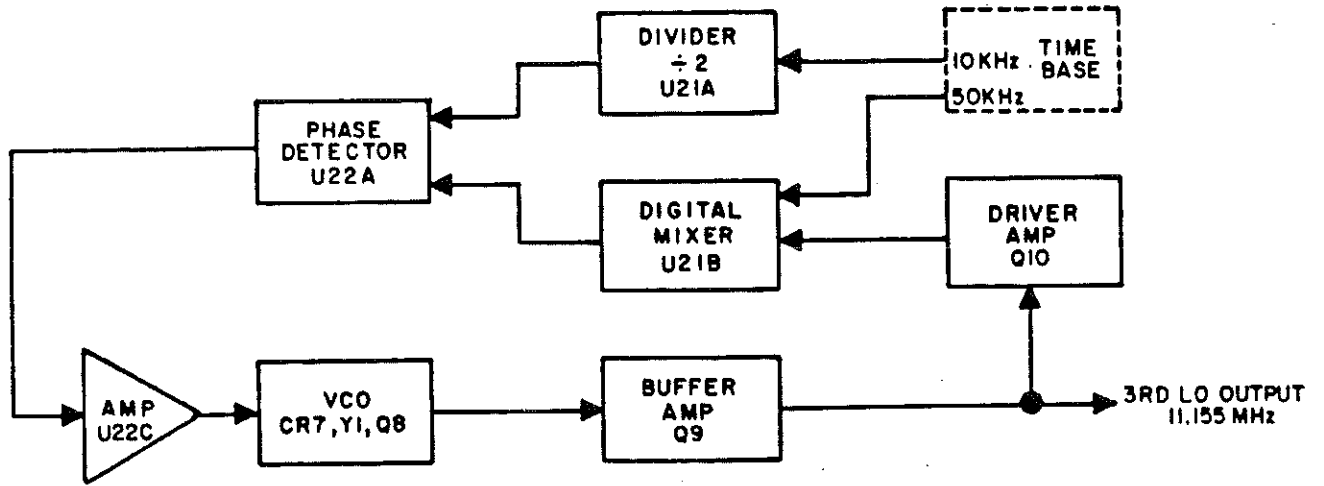 DIVIDER
÷2
U21A
10KHz TIME
BASE
50KHz
PHASE
DETECTOR
U22A
DIGITAL
MIXER
U21B
DRIVER
AMP
Q10
AMP
U22C
VCO
CR7, Y1, Q8
BUFFER
AMP
Q9
3RD LO OUTPUT
11.155 MHz